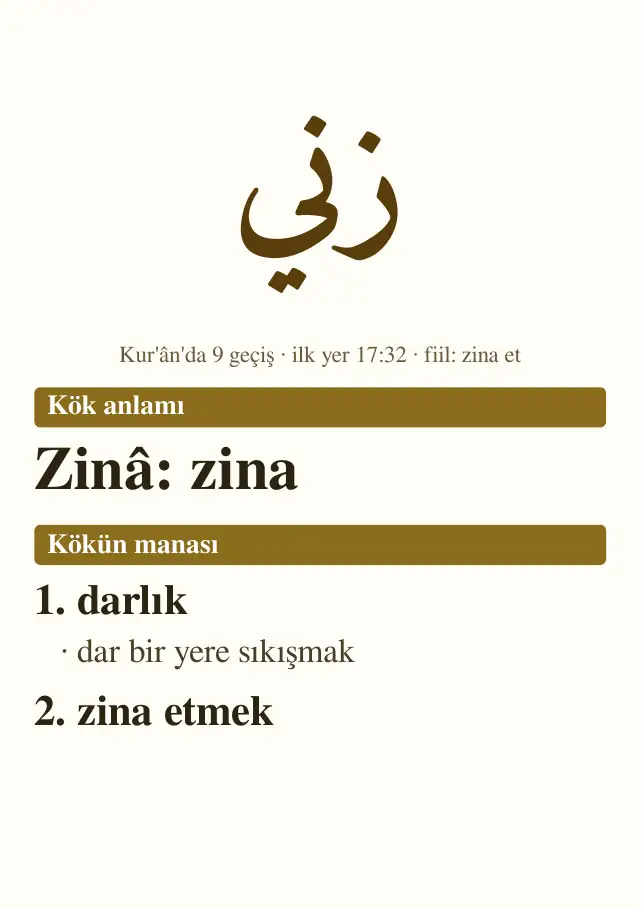 زني
Kur'ân'da 9 geçiş · ilk yer 17:32 · fiil: zina et
Kök anlamı
Zinâ: zina
Kökün manası
1. darlık
· dar bir yere sıkışmak
2. zina etmek